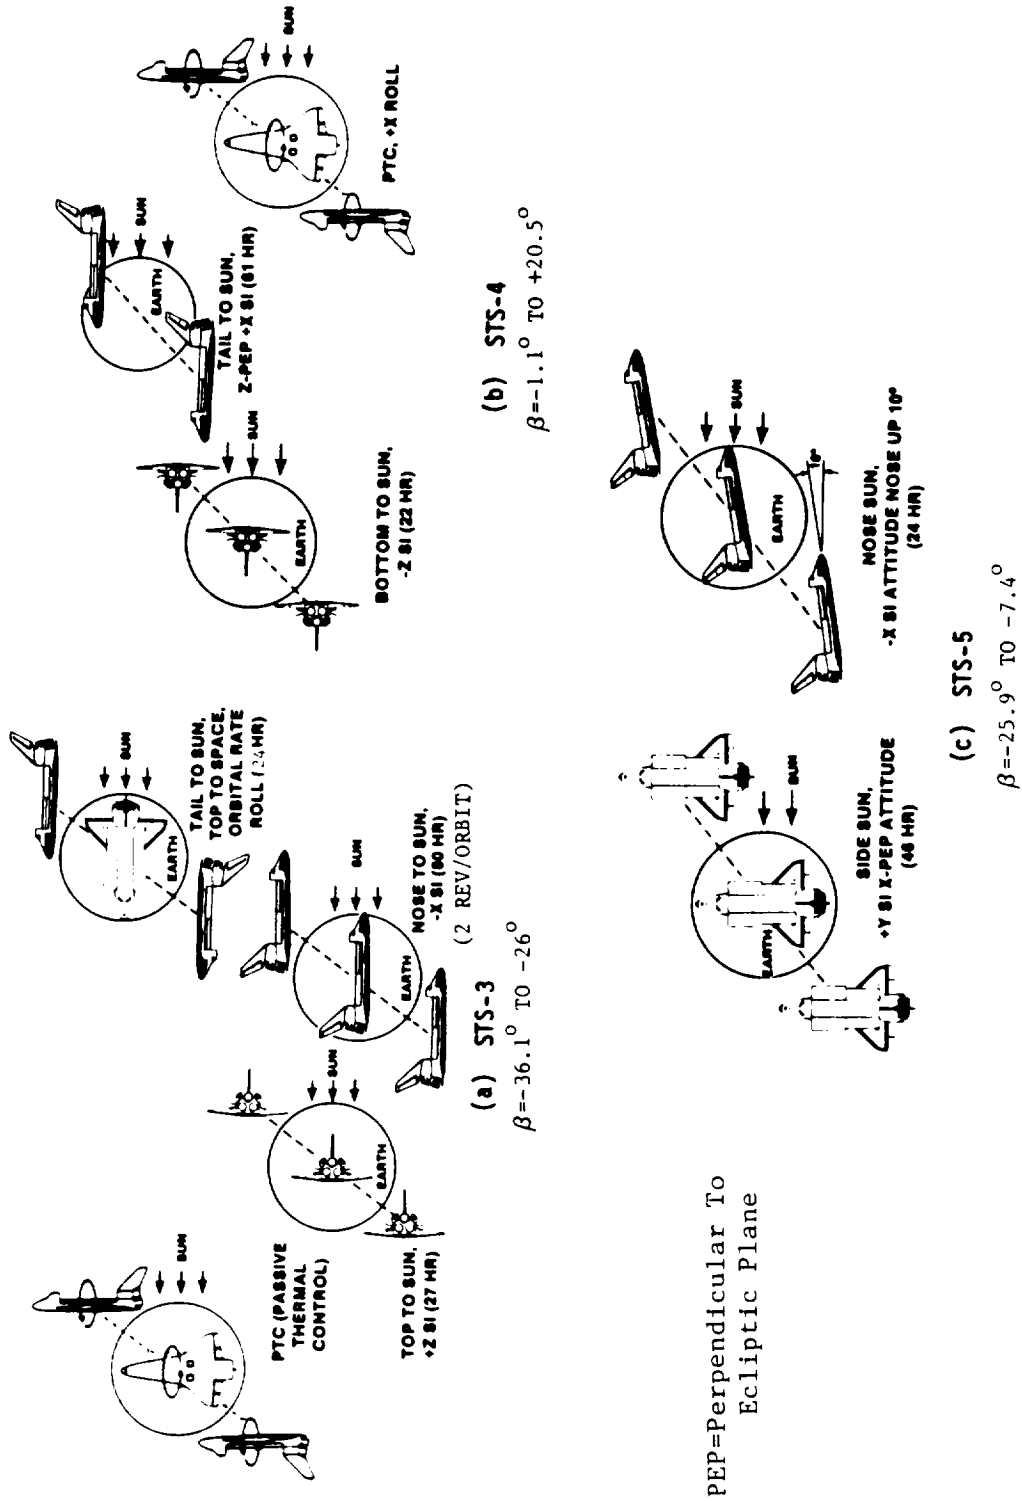 PTC (PASSIVE
THERMAL
CONTROL)
SUN
TOP TO SUN,
+Z SI (27 HR)
EARTH
SUN
NOSE TO SUN,
-X SI (80 HR)
(2 REV/ORBIT)
EARTH
SUN
TAIL TO SUN,
TOP TO SPACE,
ORBITAL RATE
ROLL (24HR)
EARTH
SUN
(a) STS-3
β=-36.1° TO -26°
BOTTOM TO SUN,
-Z SI (22 HR)
EARTH
SUN
TAIL TO SUN,
Z-PEP +X SI (61 HR)
EARTH
SUN
PTC, +X ROLL
SUN
(b) STS-4
β=-1.1° TO +20.5°
SIDE SUN,
+Y SI X-PEP ATTITUDE
(46 HR)
EARTH
SUN
NOSE SUN,
-X SI ATTITUDE NOSE UP 10°
(24 HR)
EARTH
SUN
10°
(c) STS-5
β=-25.9° TO -7.4°
PEP=Perpendicular To
Ecliptic Plane